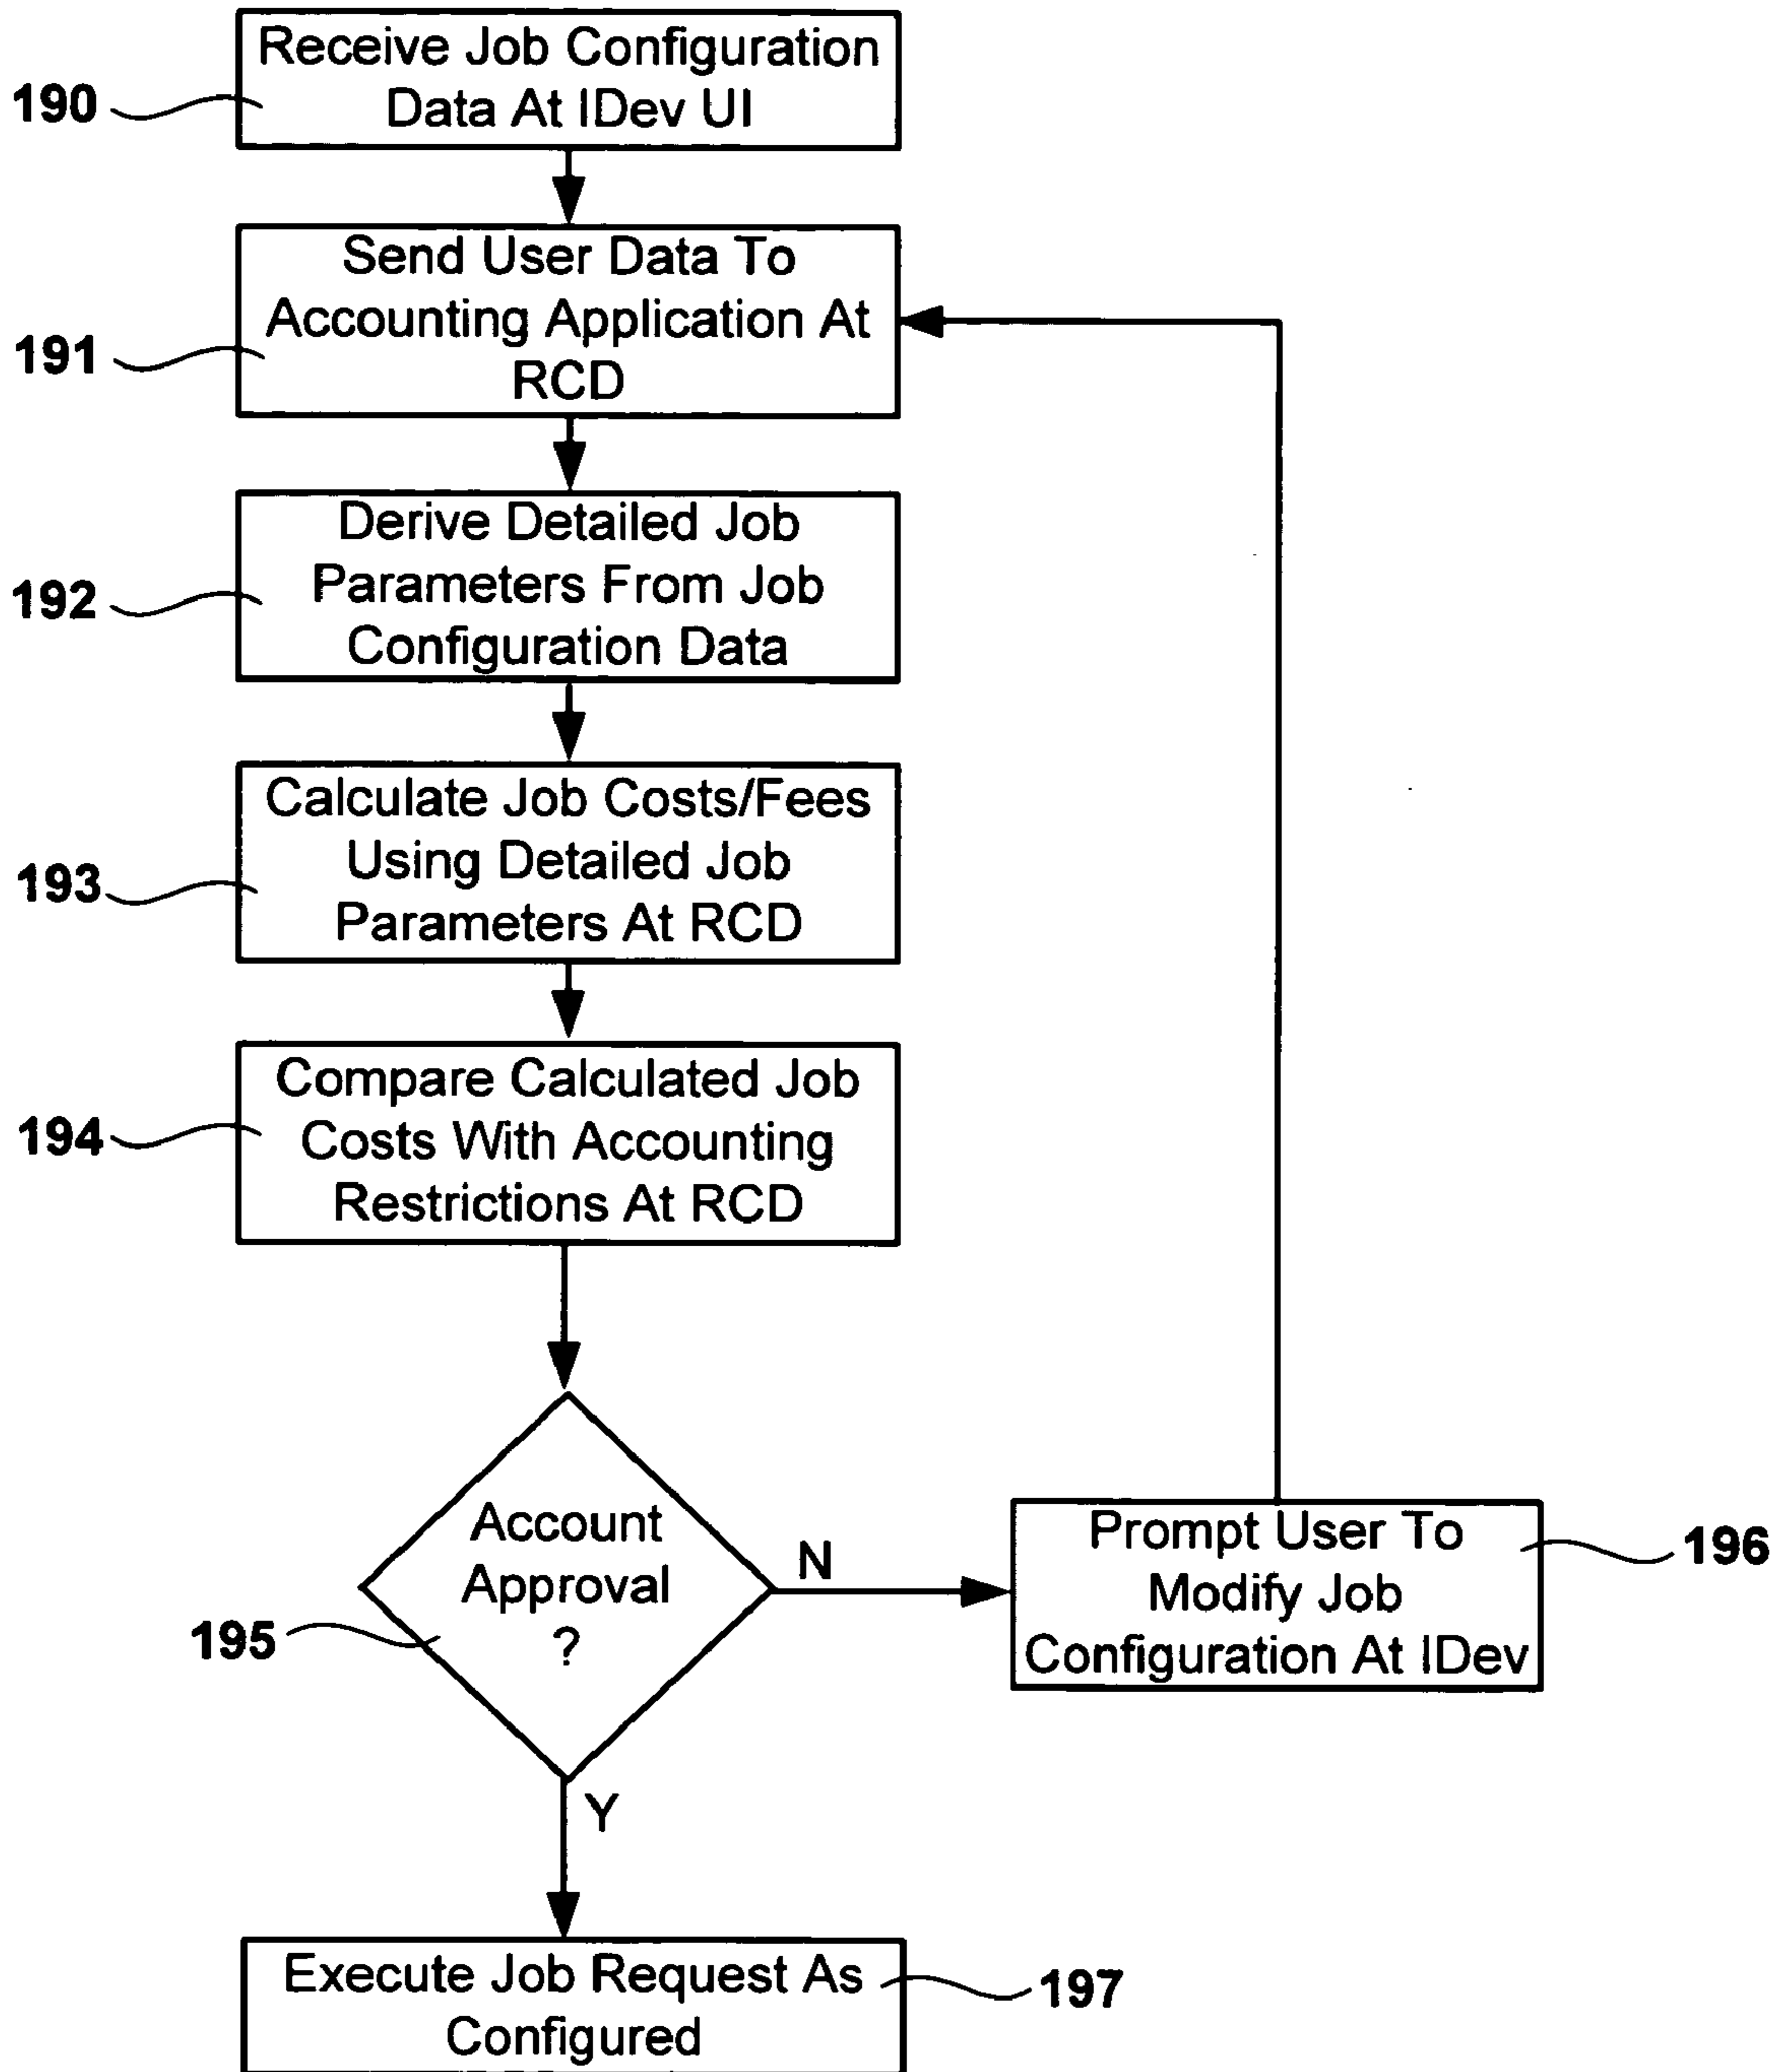 Receive Job Configuration
Data At IDev UI
190
Send User Data To
Accounting Application At
RCD
191
Derive Detailed Job
Parameters From Job
Configuration Data
192
Calculate Job Costs/Fees
Using Detailed Job
Parameters At RCD
193
Compare Calculated Job
Costs With Accounting
Restrictions At RCD
194
Account
Approval
?
195
N
Prompt User To
Modify Job
Configuration At IDev
196
Y
Execute Job Request As
Configured
197